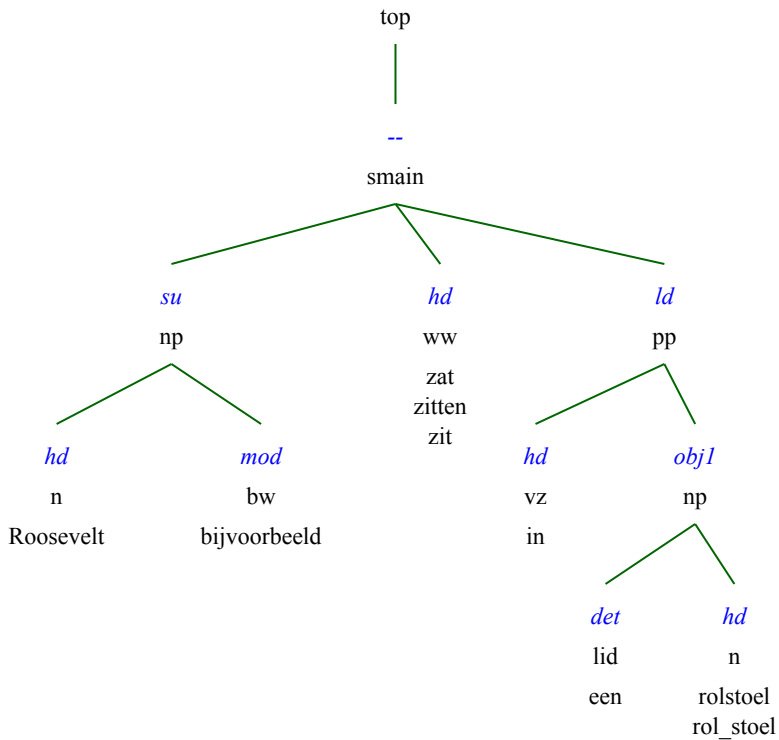 top
--
smain
su hd ld
np ww pp
zat
zitten
zit
hd mod hd obj1
n bw vz np
Roosevelt bijvoorbeeld in
det hd
lid n
een rolstoel
rol_stoel